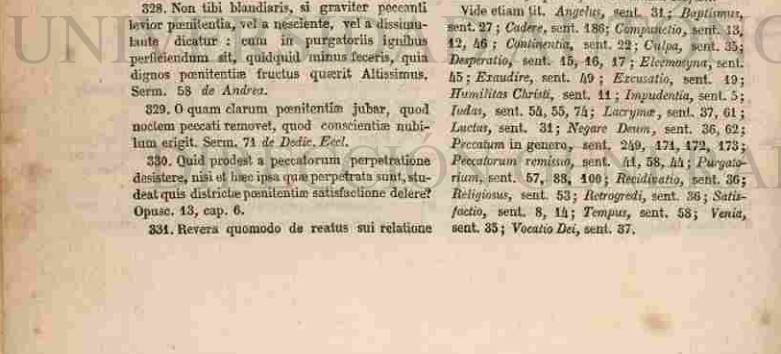 328. Non tibi blandiaris, si graviter peccanti
levior pœnitentia, vel a nesciente, vel a dissimu-
lante dicatur : cum in purgatoriis ignibus
perficiendum sit, quidquid minus feceris, quia
dignos pœnitentiæ fructus quærit Altissimus.
Serm. 58 de Andrea.
329. O quam clarum pœnitentiæ jubar, quod
noctem peccati removet, quod conscientiæ nubi-
lum erigit. Serm. 71 de Dedic. Eccl.
330. Quid prodest a peccatorum perpetratione
desistere, nisi et hæc ipsa quæ perpetrata sunt, stu-
deat quis districtæ pœnitentiæ satisfactione delere?
Opusc. 13, cap. 6.
331. Revera quomodo de reatus sui relatione
Vide etiam tit. Angelus, sent. 31; Baptismus,
sent. 27; Cadere, sent. 186; Compunctio, sent. 13,
12, 46 ; Continentia, sent. 22; Culpa, sent. 35;
Desperatio, sent. 15, 16, 17 ; Eleemosyna, sent.
45; Exaudire, sent. 49 ; Excusatio, sent. 19;
Humilitas Christi, sent. 11 ; Impudentia, sent. 5;
Iudas, sent. 54, 55, 74; Lacrymæ, sent. 37, 61;
Luctus, sent. 31; Negare Deum, sent. 36, 62;
Peccatum in genere, sent. 249, 171, 172, 173;
Peccatorum remissio, sent. 41, 58, 44; Purgato-
rium, sent. 57, 88, 100; Recidivatio, sent. 36;
Religiosus, sent. 53; Retrogredi, sent. 36; Satis-
factio, sent. 8, 14; Tempus, sent. 58; Venia,
sent. 35; Vocatio Dei, sent. 37.